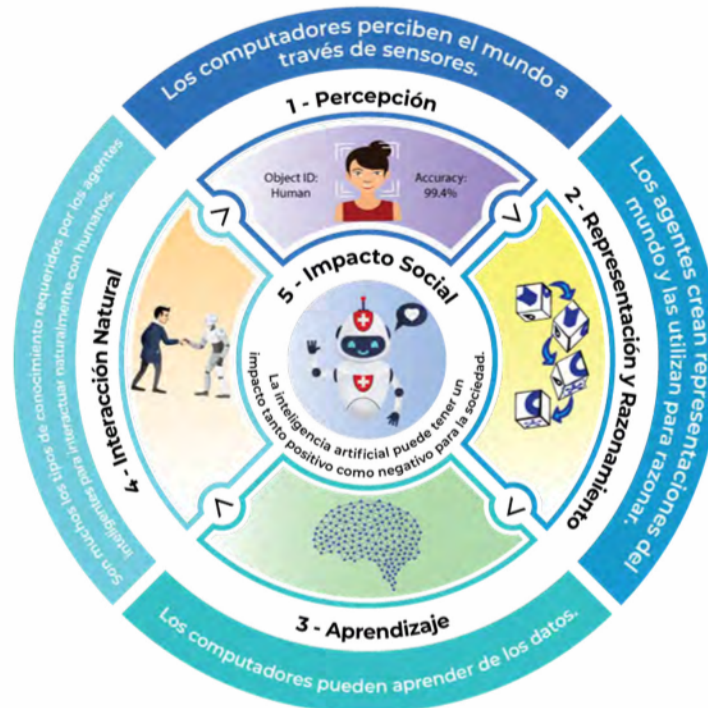 Los computadores perciben el mundo a
través de sensores.
1 - Percepción
Object ID:
Human
Accuracy:
99.4%
Los agentes crean representaciones del
mundo y las utilizan para razonar.
2 - Representación y Razonamiento
3 - Aprendizaje
Los computadores pueden aprender de los datos.
4 - Interacción Natural
Son muchos los tipos de conocimiento requeridos por los agentes
inteligentes para interactuar naturalmente con humanos.
5 - Impacto Social
La inteligencia artificial puede tener un
impacto tanto positivo como negativo para la sociedad.